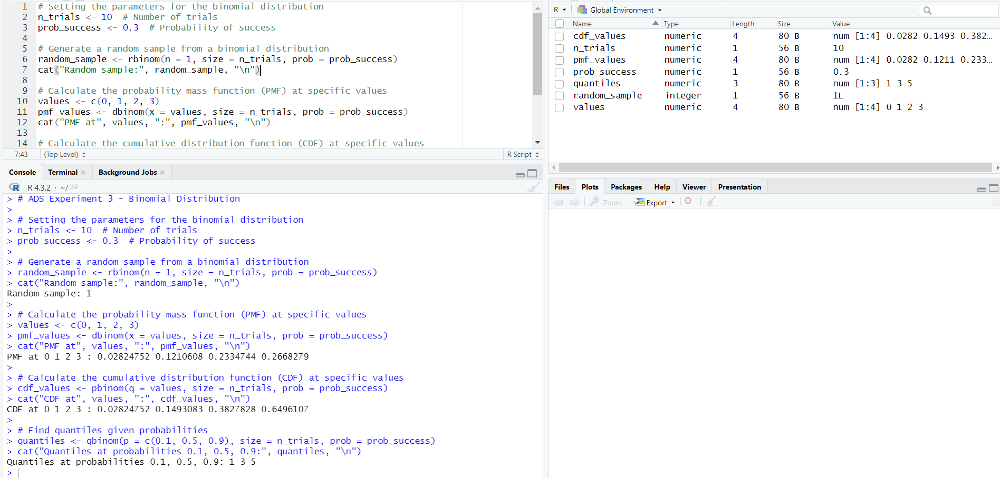 1 # Setting the parameters for the binomial distribution
2 n_trials <- 10  # Number of trials
3 prob_success <- 0.3  # Probability of success
4
5 # Generate a random sample from a binomial distribution
6 random_sample <- rbinom(n = 1, size = n_trials, prob = prob_success)
7 cat("Random sample:", random_sample, "\n")
8
9 # Calculate the probability mass function (PMF) at specific values
10 values <- c(0, 1, 2, 3)
11 pmf_values <- dbinom(x = values, size = n_trials, prob = prob_success)
12 cat("PMF at", values, ":", pmf_values, "\n")
13
14 # Calculate the cumulative distribution function (CDF) at specific values
7:43 (Top Level) R Script
Console Terminal Background Jobs
R R 4.3.2 · ~/
> # ADS Experiment 3 - Binomial Distribution
>
> # Setting the parameters for the binomial distribution
> n_trials <- 10  # Number of trials
> prob_success <- 0.3  # Probability of success
>
> # Generate a random sample from a binomial distribution
> random_sample <- rbinom(n = 1, size = n_trials, prob = prob_success)
> cat("Random sample:", random_sample, "\n")
Random sample: 1
>
> # Calculate the probability mass function (PMF) at specific values
> values <- c(0, 1, 2, 3)
> pmf_values <- dbinom(x = values, size = n_trials, prob = prob_success)
> cat("PMF at", values, ":", pmf_values, "\n")
PMF at 0 1 2 3 : 0.02824752 0.1210608 0.2334744 0.2668279
>
> # Calculate the cumulative distribution function (CDF) at specific values
> cdf_values <- pbinom(q = values, size = n_trials, prob = prob_success)
> cat("CDF at", values, ":", cdf_values, "\n")
CDF at 0 1 2 3 : 0.02824752 0.1493083 0.3827828 0.6496107
>
> # Find quantiles given probabilities
> quantiles <- qbinom(p = c(0.1, 0.5, 0.9), size = n_trials, prob = prob_success)
> cat("Quantiles at probabilities 0.1, 0.5, 0.9:", quantiles, "\n")
Quantiles at probabilities 0.1, 0.5, 0.9: 1 3 5
>
R Global Environment
Name Type Length Size Value
cdf_values numeric 4 80 B num [1:4] 0.0282 0.1493 0.382…
n_trials numeric 1 56 B 10
pmf_values numeric 4 80 B num [1:4] 0.0282 0.1211 0.233…
prob_success numeric 1 56 B 0.3
quantiles numeric 3 80 B num [1:3] 1 3 5
random_sample integer 1 56 B 1L
values numeric 4 80 B num [1:4] 0 1 2 3
Files Plots Packages Help Viewer Presentation
Zoom Export